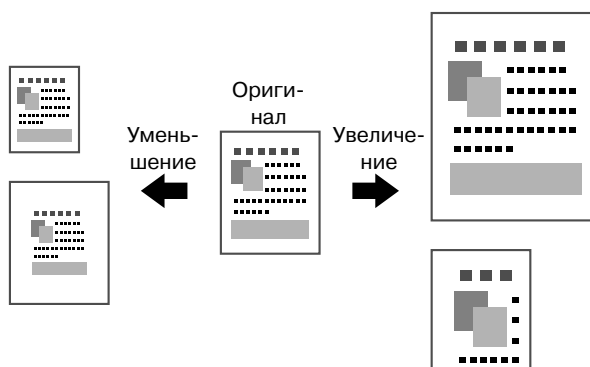 Ориги-
нал
Умень-
шение
Увеличе-
ние